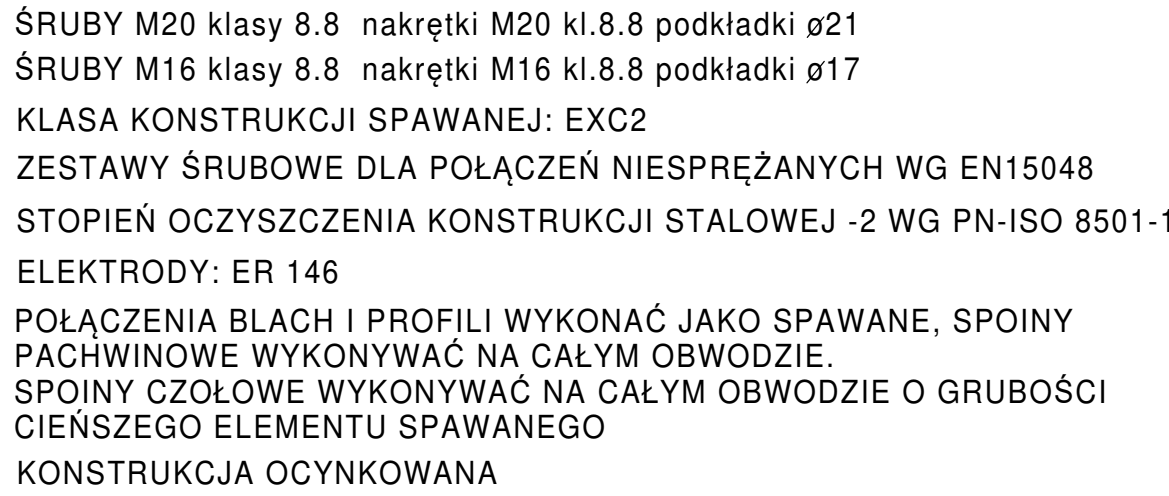 ŚRUBY M20 klasy 8.8 nakrętki M20 kl.8.8 podkładki ø21
ŚRUBY M16 klasy 8.8 nakrętki M16 kl.8.8 podkładki ø17
KLASA KONSTRUKCJI SPAWANEJ: EXC2
ZESTAWY ŚRUBOWE DLA POŁĄCZEŃ NIESPRĘŻANYCH WG EN15048
STOPIEŃ OCZYSZCZENIA KONSTRUKCJI STALOWEJ -2 WG PN-ISO 8501-1
ELEKTRODY: ER 146
POŁĄCZENIA BLACH I PROFILI WYKONAĆ JAKO SPAWANE, SPOINY
PACHWINOWE WYKONYWAĆ NA CAŁYM OBWODZIE.
SPOINY CZOŁOWE WYKONYWAĆ NA CAŁYM OBWODZIE O GRUBOŚCI
CIEŃSZEGO ELEMENTU SPAWANEGO
KONSTRUKCJA OCYNKOWANA